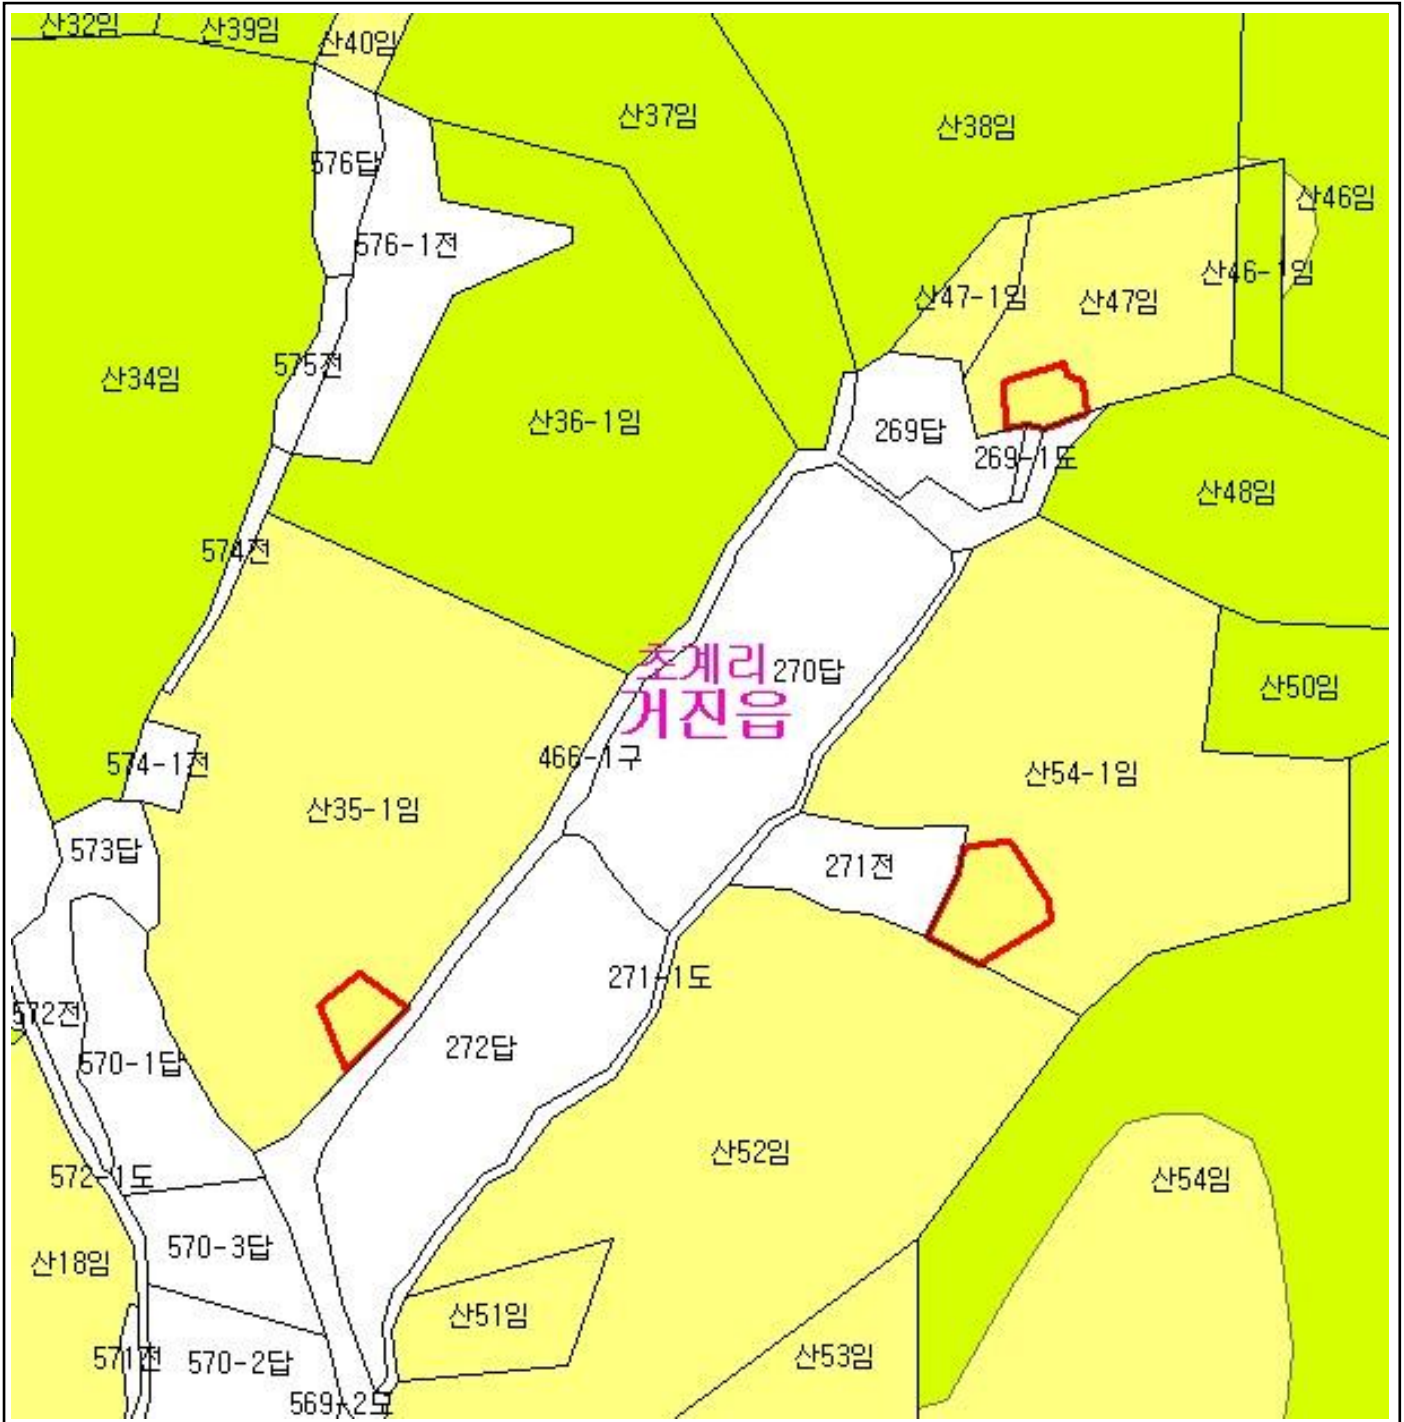 산32임
산39임
산40임
산37임
산38임
576답
산46임
576-1전
산46-1임
산47-1임
산47임
575전
산34임
산36-1임
269답
269-1도
산48임
574전
초계리
270답
거진읍
산50임
466-1구
574-1전
산54-1임
산35-1임
573답
271전
271-1도
572전
272답
570-1답
산52임
572-1도
산54임
570-3답
산18임
산51임
571전
570-2답
산53임
569-2도